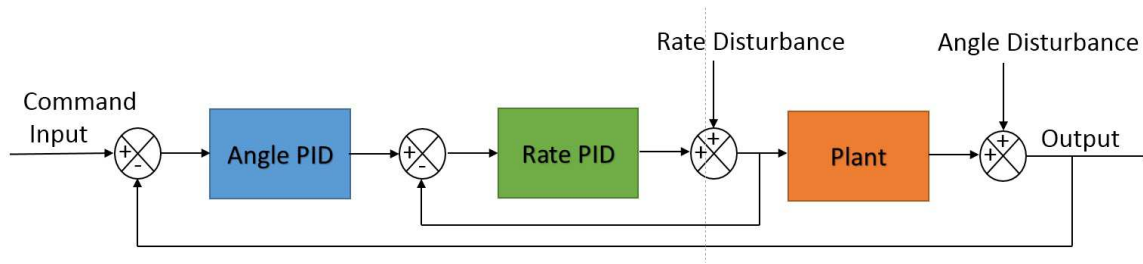 Rate Disturbance
Angle Disturbance
Command
Input
+
-
Angle PID
+
-
Rate PID
+
+
Plant
+
+
Output